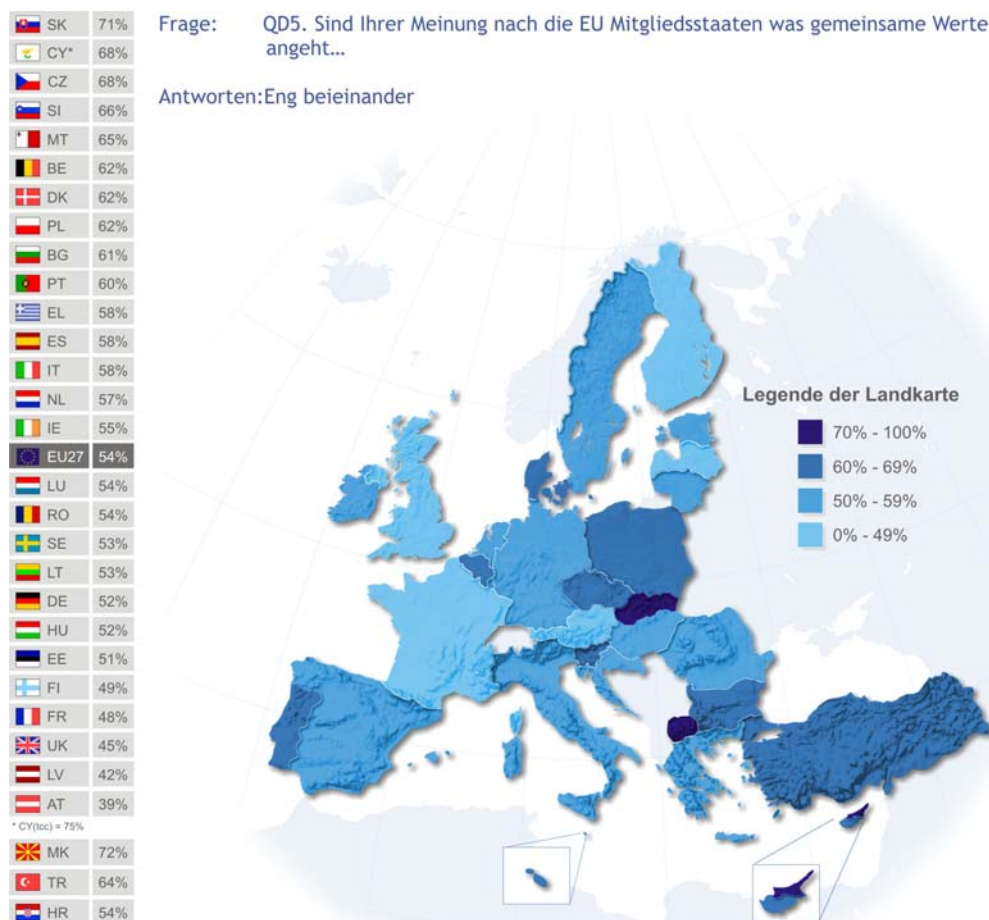 Frage: QD5. Sind Ihrer Meinung nach die EU Mitgliedsstaaten was gemeinsame Werte
angeht…
Antworten:Eng beieinander
SK 71%
CY* 68%
CZ 68%
SI 66%
MT 65%
BE 62%
DK 62%
PL 62%
BG 61%
PT 60%
EL 58%
ES 58%
IT 58%
NL 57%
IE 55%
EU27 54%
LU 54%
RO 54%
SE 53%
LT 53%
DE 52%
HU 52%
EE 51%
FI 49%
FR 48%
UK 45%
LV 42%
AT 39%
* CY(tcc) = 75%
MK 72%
TR 64%
HR 54%
Legende der Landkarte
70% - 100%
60% - 69%
50% - 59%
0% - 49%